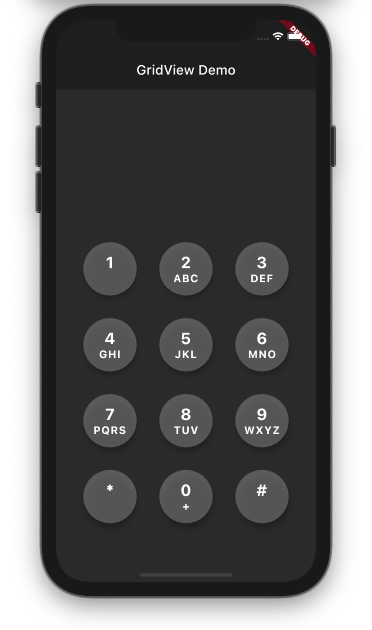 DEBUG
GridView Demo
1
2
ABC
3
DEF
4
GHI
5
JKL
6
MNO
7
PQRS
8
TUV
9
WXYZ
*
0
+
#